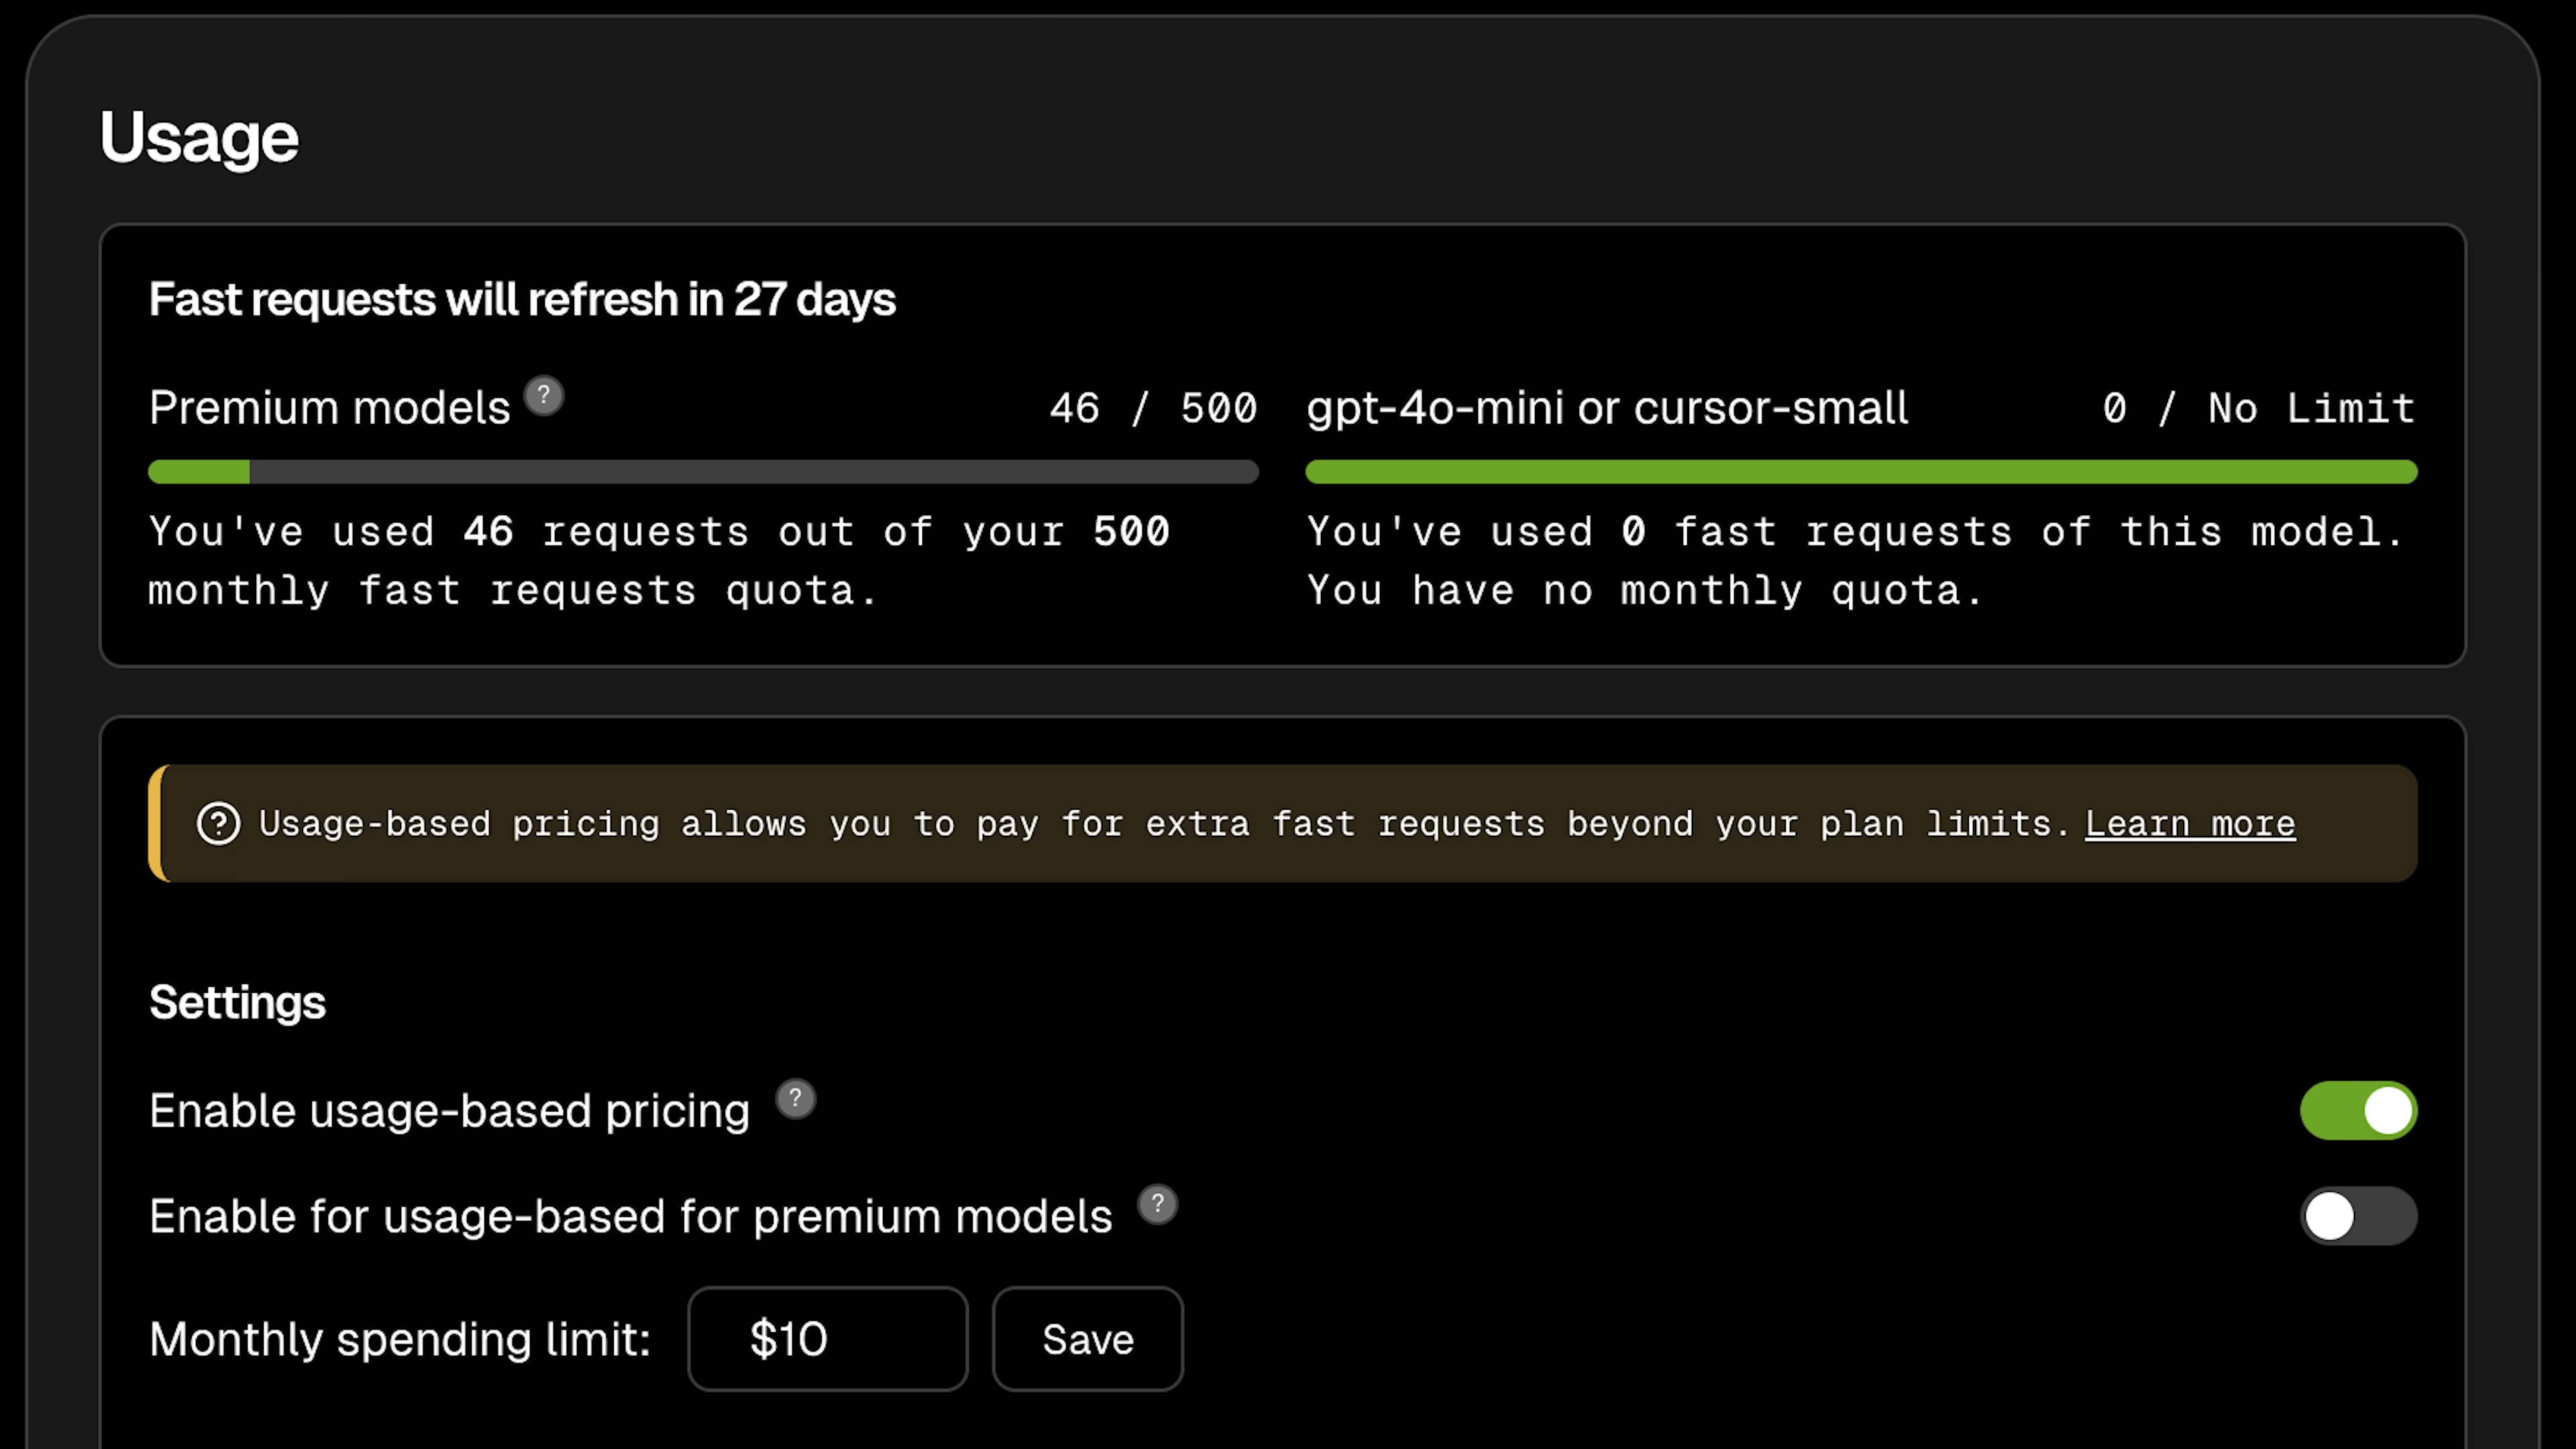 Usage
Fast requests will refresh in 27 days
Premium models ? 46 / 500
You've used 46 requests out of your 500
monthly fast requests quota.
gpt-4o-mini or cursor-small 0 / No Limit
You've used 0 fast requests of this model.
You have no monthly quota.
? Usage-based pricing allows you to pay for extra fast requests beyond your plan limits. Learn more
Settings
Enable usage-based pricing ?
Enable for usage-based for premium models ?
Monthly spending limit: $10 Save